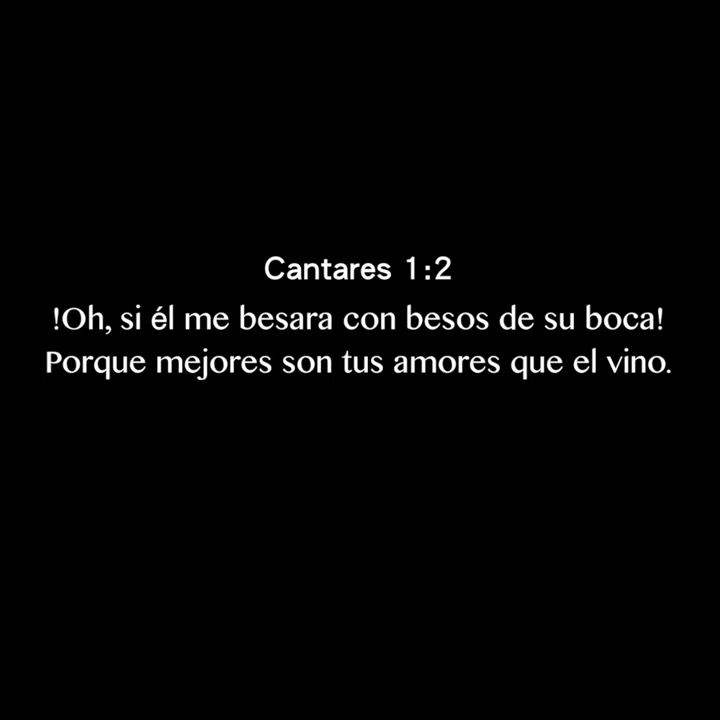 Cantares 1:2
!Oh, si él me besara con besos de su boca!
Porque mejores son tus amores que el vino.